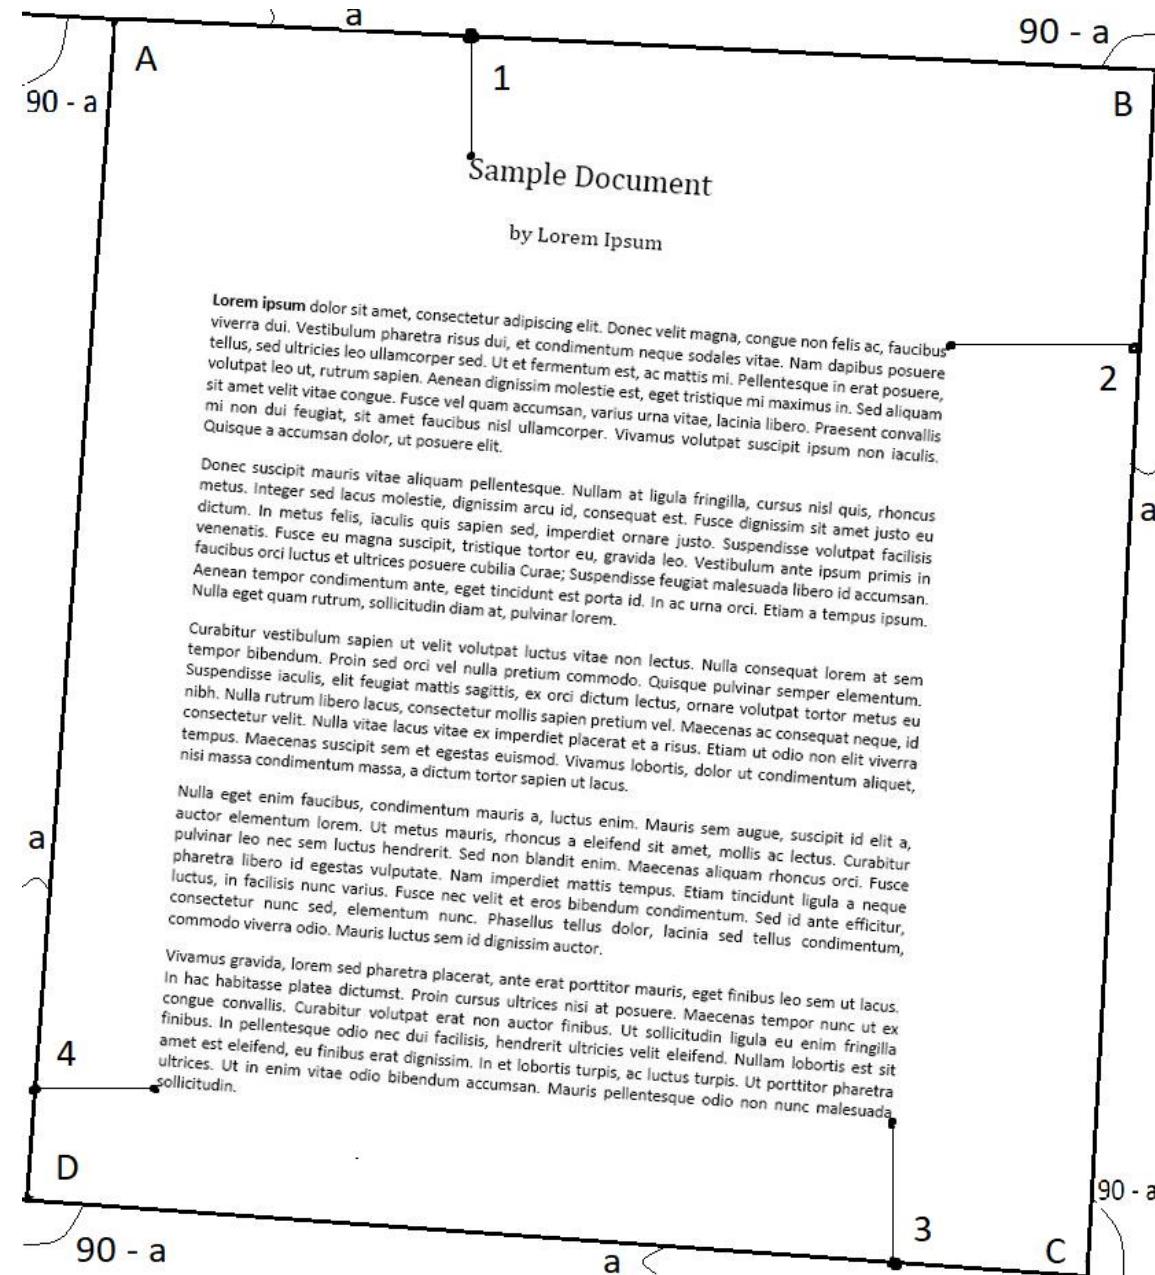 a
90 - a
A
1
B
90 - a
Sample Document
by Lorem Ipsum
Lorem ipsum dolor sit amet, consectetur adipiscing elit. Donec velit magna, congue non felis ac, faucibus
viverra dui. Vestibulum pharetra risus dui, et condimentum neque sodales vitae. Nam dapibus posuere
tellus, sed ultricies leo ullamcorper sed. Ut et fermentum est, ac mattis mi. Pellentesque in erat posuere,
volutpat leo ut, rutrum sapien. Aenean dignissim molestie est, eget tristique mi maximus in. Sed aliquam
sit amet velit vitae congue. Fusce vel quam accumsan, varius urna vitae, lacinia libero. Praesent convallis
mi non dui feugiat, sit amet faucibus nisl ullamcorper. Vivamus volutpat suscipit ipsum non iaculis.
Quisque a accumsan dolor, ut posuere elit.
2
Donec suscipit mauris vitae aliquam pellentesque. Nullam at ligula fringilla, cursus nisl quis, rhoncus
metus. Integer sed lacus molestie, dignissim arcu id, consequat est. Fusce dignissim sit amet justo eu
dictum. In metus felis, iaculis quis sapien sed, imperdiet ornare justo. Suspendisse volutpat facilisis
venenatis. Fusce eu magna suscipit, tristique tortor eu, gravida leo. Vestibulum ante ipsum primis in
faucibus orci luctus et ultrices posuere cubilia Curae; Suspendisse feugiat malesuada libero id accumsan.
Aenean tempor condimentum ante, eget tincidunt est porta id. In ac urna orci. Etiam a tempus ipsum.
Nulla eget quam rutrum, sollicitudin diam at, pulvinar lorem.
a
Curabitur vestibulum sapien ut velit volutpat luctus vitae non lectus. Nulla consequat lorem at sem
tempor bibendum. Proin sed orci vel nulla pretium commodo. Quisque pulvinar semper elementum.
Suspendisse iaculis, elit feugiat mattis sagittis, ex orci dictum lectus, ornare volutpat tortor metus eu
nibh. Nulla rutrum libero lacus, consectetur mollis sapien pretium vel. Maecenas ac consequat neque, id
consectetur velit. Nulla vitae lacus vitae ex imperdiet placerat et a risus. Etiam ut odio non elit viverra
tempus. Maecenas suscipit sem et egestas euismod. Vivamus lobortis, dolor ut condimentum aliquet,
nisi massa condimentum massa, a dictum tortor sapien ut lacus.
Nulla eget enim faucibus, condimentum mauris a, luctus enim. Mauris sem augue, suscipit id elit a,
auctor elementum lorem. Ut metus mauris, rhoncus a eleifend sit amet, mollis ac lectus. Curabitur
pulvinar leo nec sem luctus hendrerit. Sed non blandit enim. Maecenas aliquam rhoncus orci. Fusce
pharetra libero id egestas vulputate. Nam imperdiet mattis tempus. Etiam tincidunt ligula a neque
luctus, in facilisis nunc varius. Fusce nec velit et eros bibendum condimentum. Sed id ante efficitur,
consectetur nunc sed, elementum nunc. Phasellus tellus dolor, lacinia sed tellus condimentum,
commodo viverra odio. Mauris luctus sem id dignissim auctor.
a
Vivamus gravida, lorem sed pharetra placerat, ante erat porttitor mauris, eget finibus leo sem ut lacus.
In hac habitasse platea dictumst. Proin cursus ultrices nisi at posuere. Maecenas tempor nunc ut ex
congue convallis. Curabitur volutpat erat non auctor finibus. Ut sollicitudin ligula eu enim fringilla
finibus. In pellentesque odio nec dui facilisis, hendrerit ultricies velit eleifend. Nullam lobortis est sit
amet est eleifend, eu finibus erat dignissim. In et lobortis turpis, ac luctus turpis. Ut porttitor pharetra
ultrices. Ut in enim vitae odio bibendum accumsan. Mauris pellentesque odio non nunc malesuada
sollicitudin.
4
D
90 - a
a
3
C
90 - a